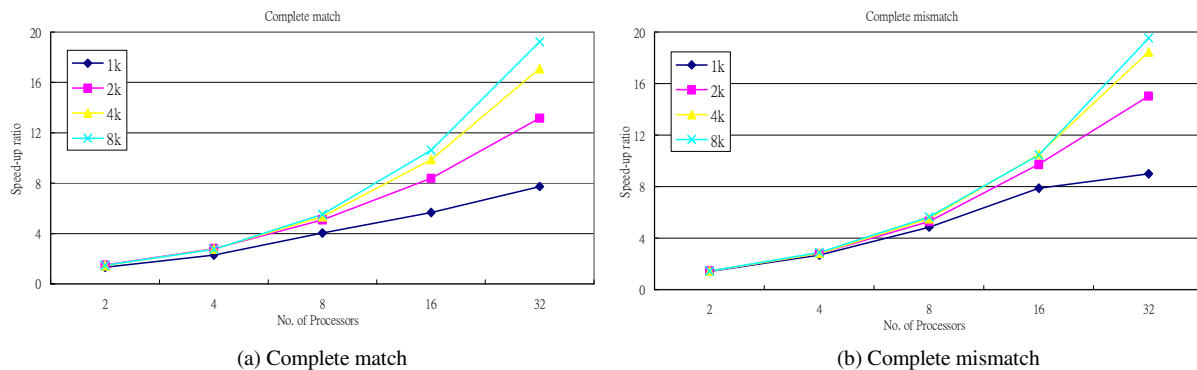 Complete match
20
16
12
8
4
0
Speed-up ratio
1k
2k
4k
8k
2 4 8 16 32
No. of Processors
(a) Complete match
Complete mismatch
20
16
12
8
4
0
Speed-up ratio
1k
2k
4k
8k
2 4 8 16 32
No. of Processors
(b) Complete mismatch